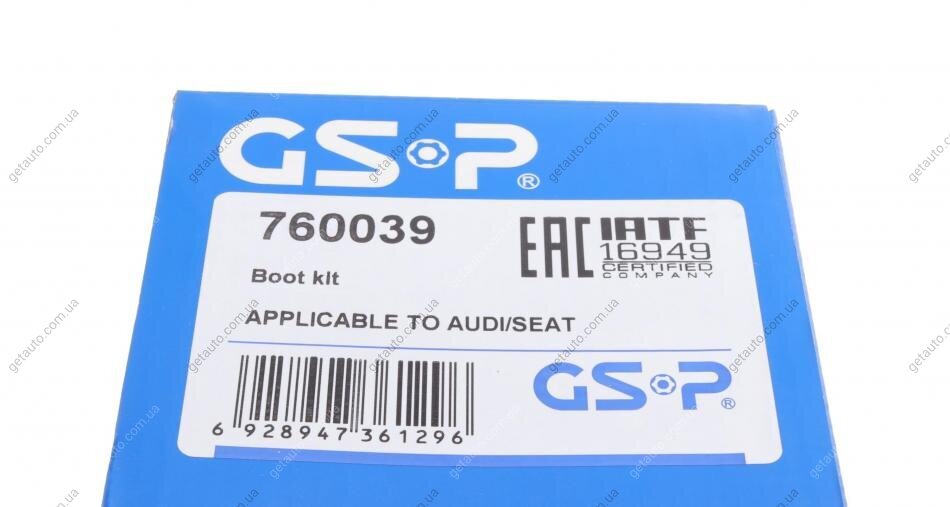 GSP®
760039
EAC
IATF
16949
CERTIFIED
COMPANY
Boot kit
APPLICABLE TO AUDI/SEAT
6 928947 361296
GSP®
getauto.com.ua